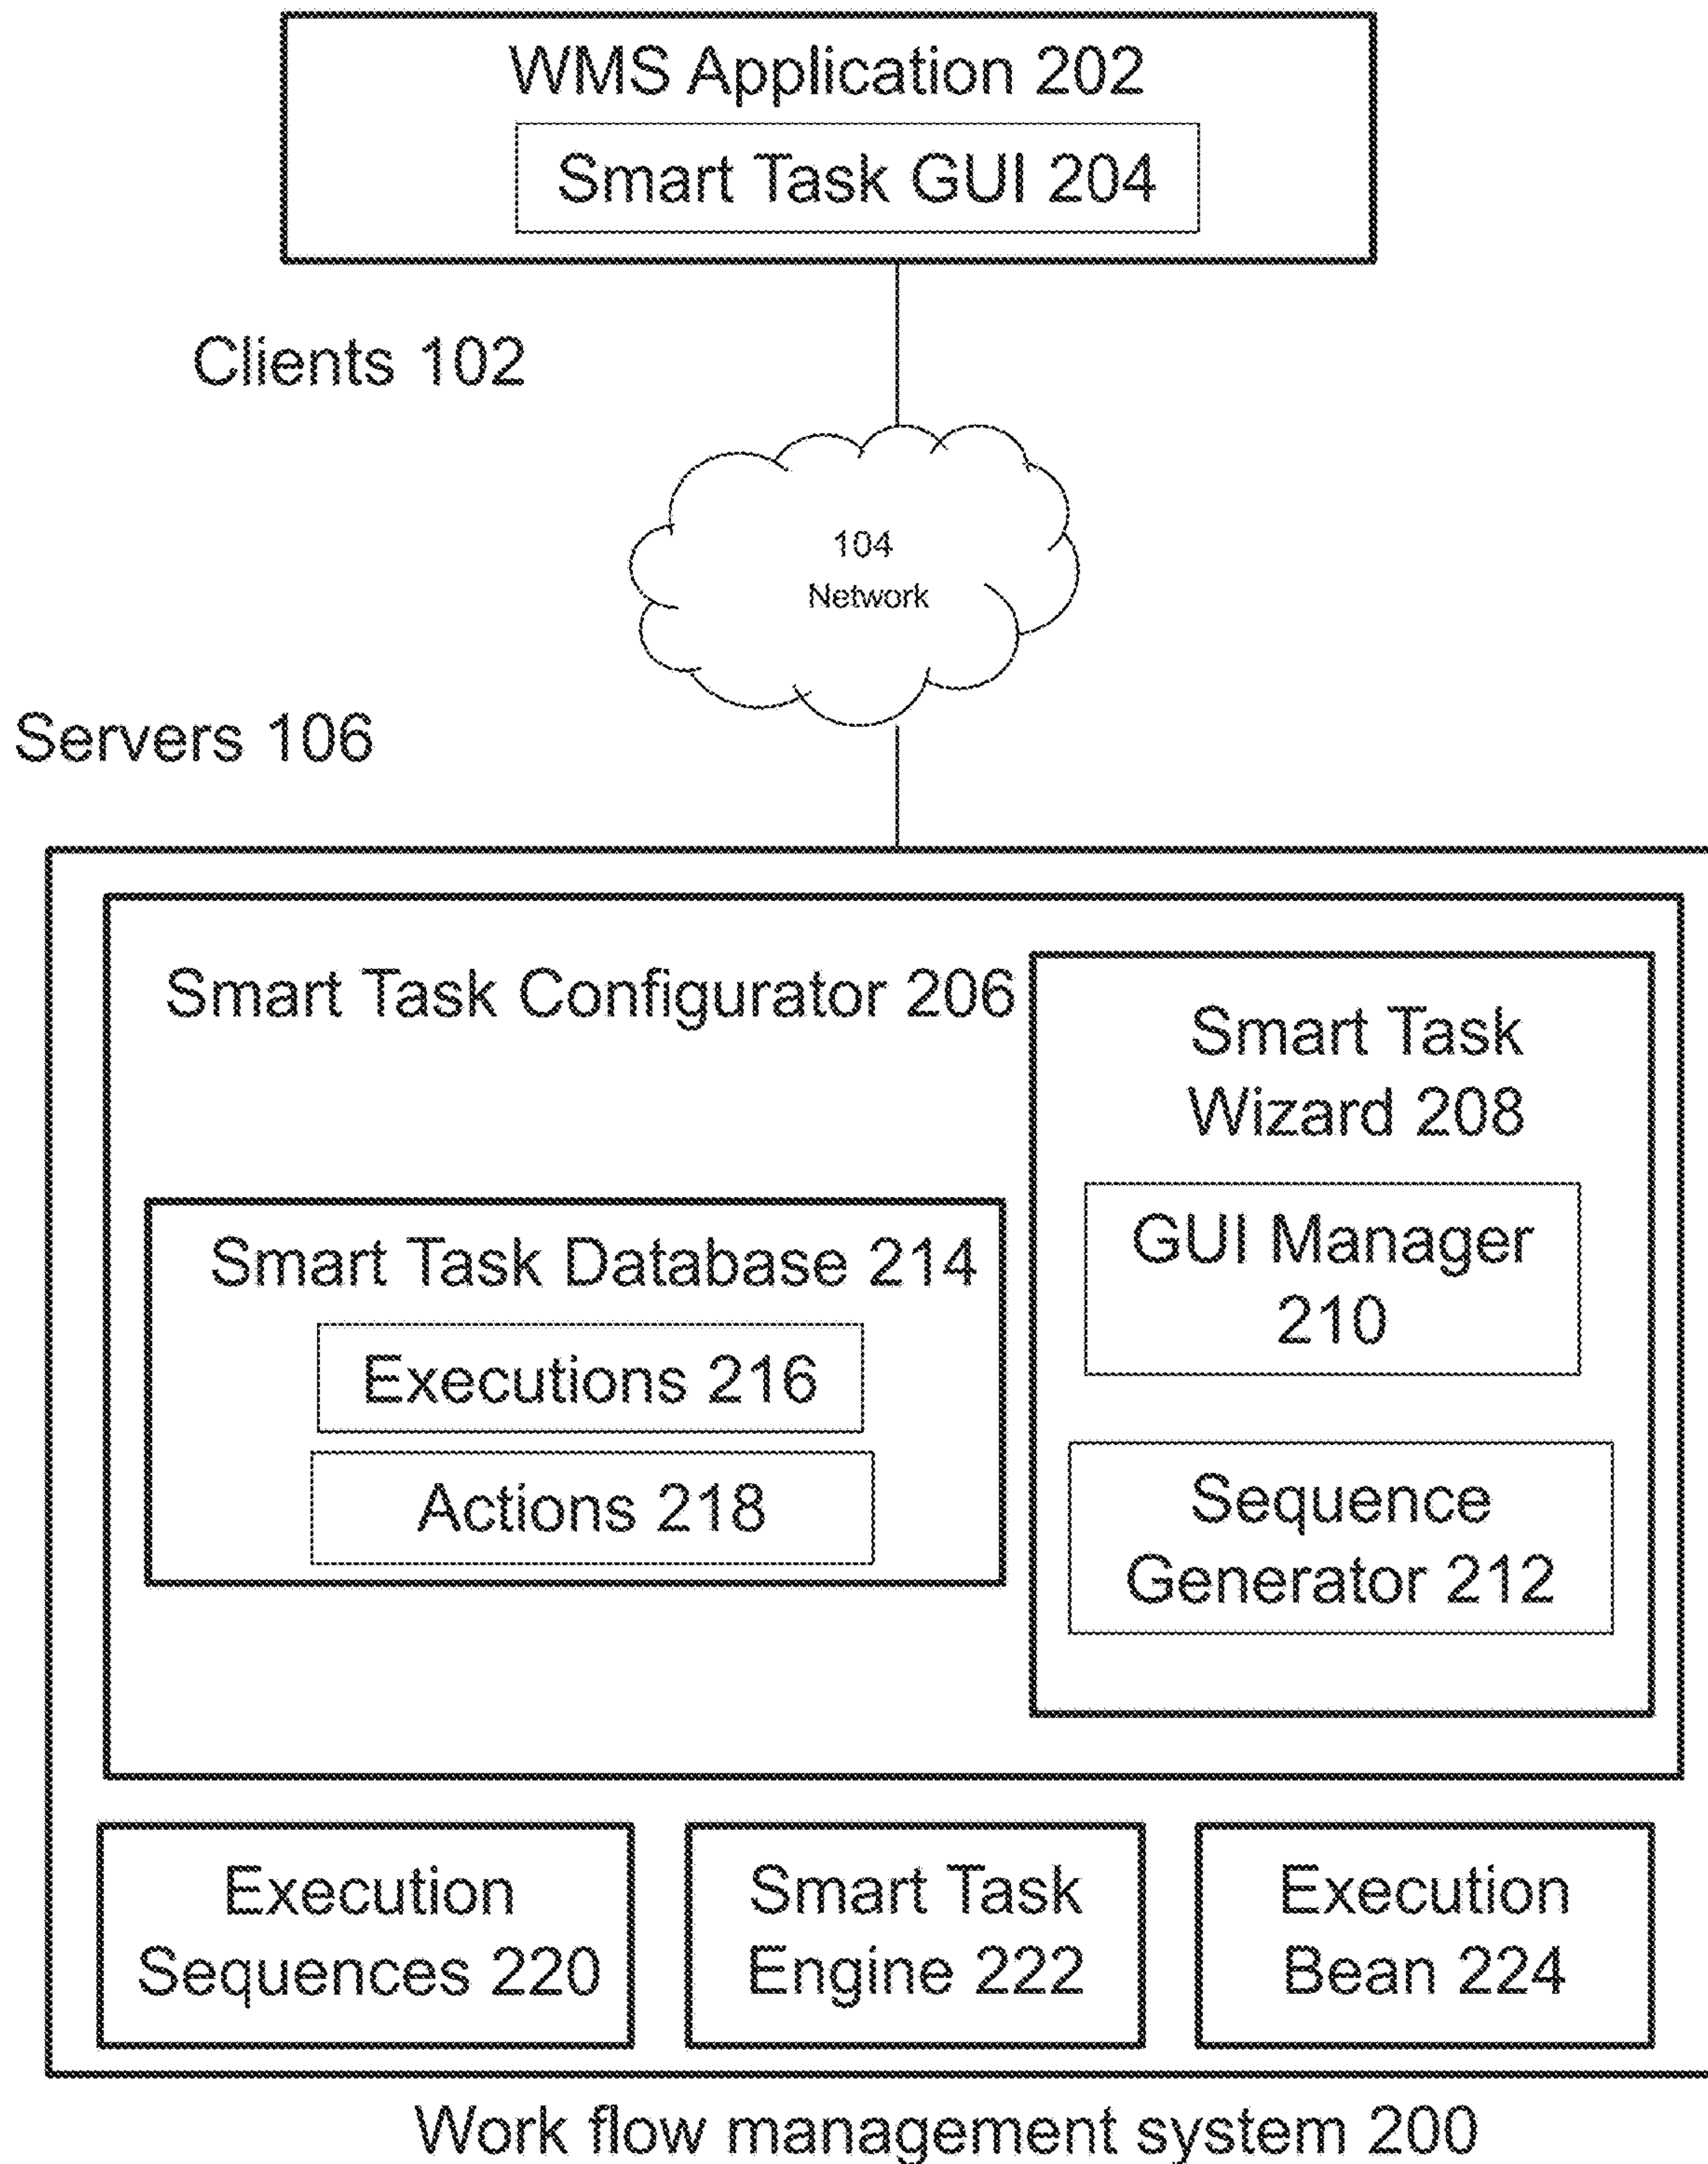 WMS Application 202
Smart Task GUI 204
Clients 102
104
Network
Servers 106
Smart Task Configurator 206
Smart Task
Wizard 208
GUI Manager
210
Sequence
Generator 212
Smart Task Database 214
Executions 216
Actions 218
Execution
Sequences 220
Smart Task
Engine 222
Execution
Bean 224
Work flow management system 200